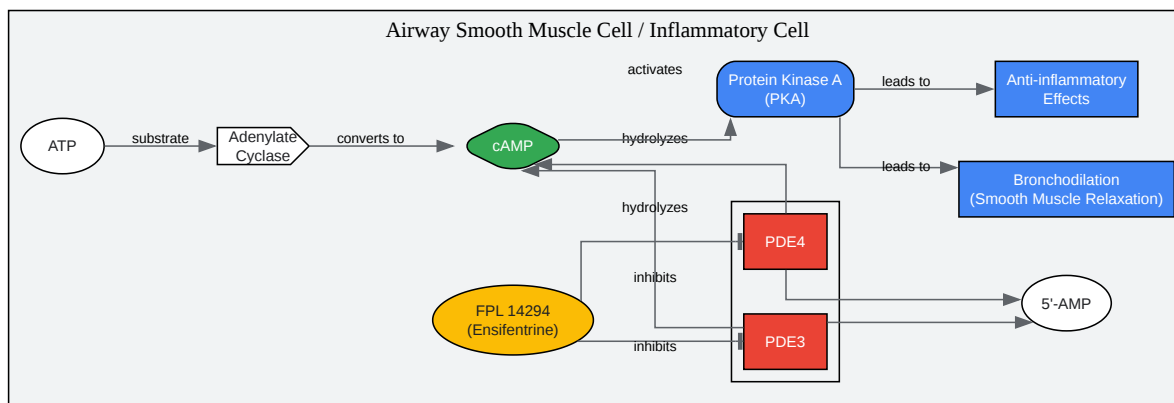 Airway Smooth Muscle Cell / Inflammatory Cell
activates
Protein Kinase A
(PKA)
leads to
Anti-inflammatory
Effects
ATP
substrate
Adenylate
Cyclase
converts to
cAMP
hydrolyzes
leads to
Bronchodilation
(Smooth Muscle Relaxation)
hydrolyzes
PDE4
inhibits
FPL 14294
(Ensifentrine)
5'-AMP
PDE3
inhibits